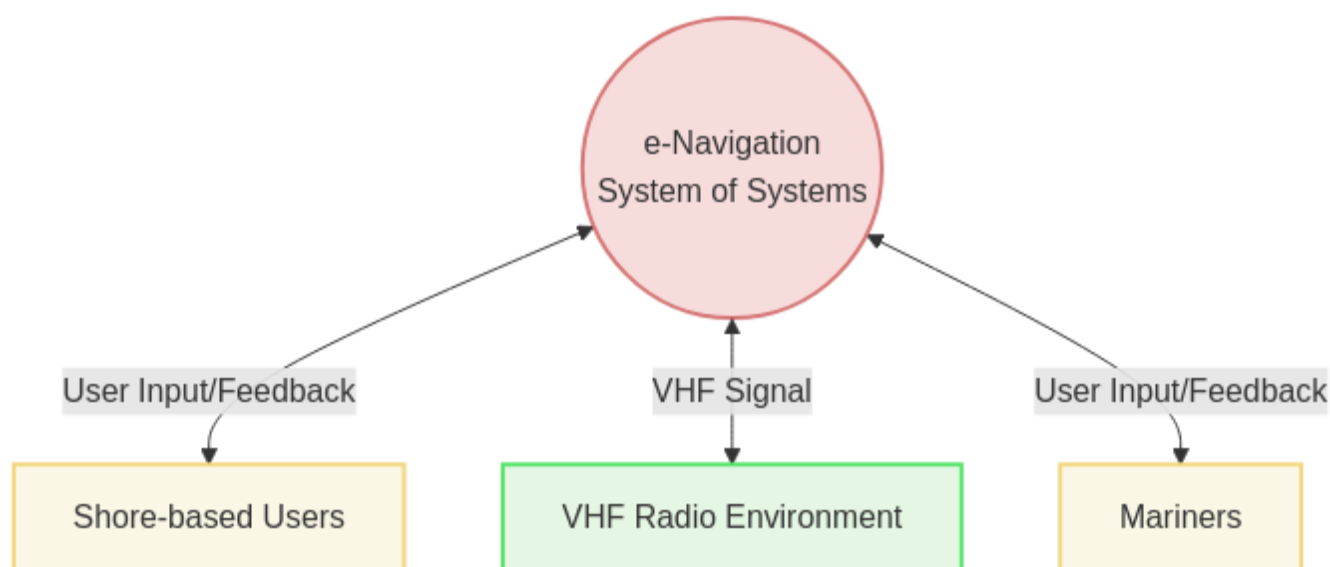 e-Navigation
System of Systems
User Input/Feedback
VHF Signal
User Input/Feedback
Shore-based Users
VHF Radio Environment
Mariners